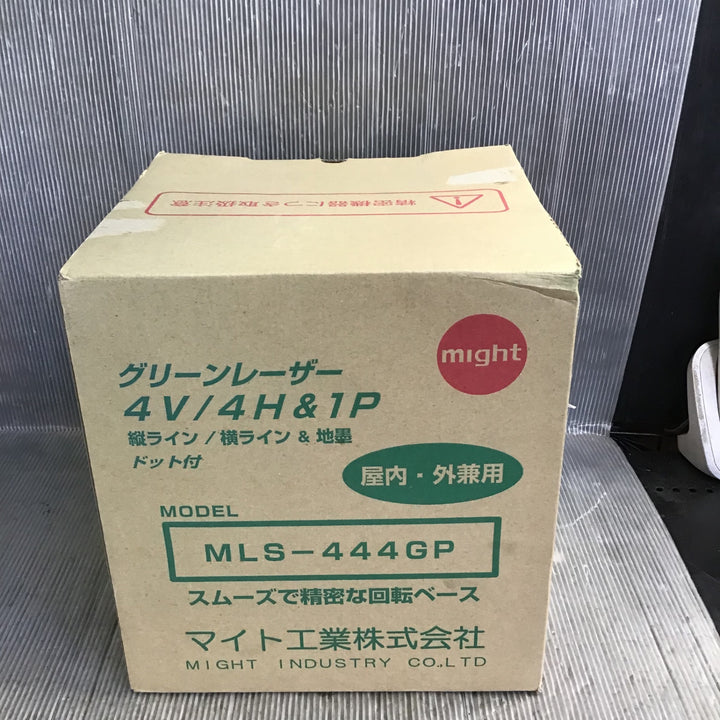 精密機器につき取扱注意
might
グリーンレーザー
4V/4H&1P
縦ライン / 横ライン & 地墨
ドット付
屋内・外兼用
MODEL
MLS-444GP
スムーズで精密な回転ベース
マイト工業株式会社
MIGHT INDUSTRY CO.,LTD